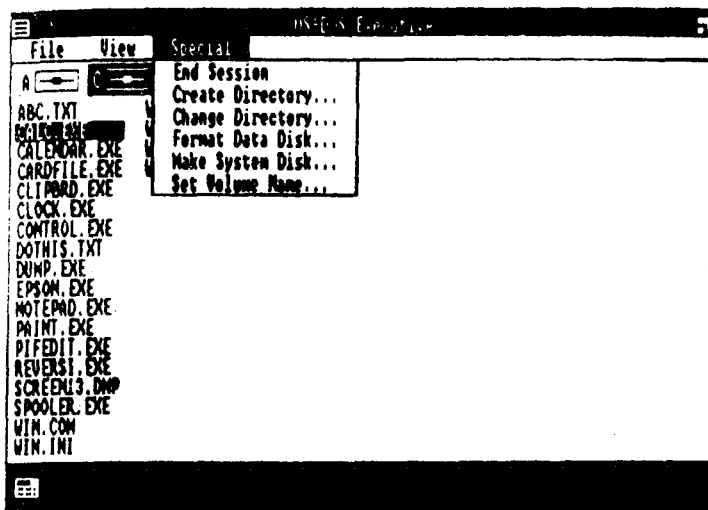 MS-DOS Executive
File View Special
A C
End Session
Create Directory...
Change Directory...
Format Data Disk...
Make System Disk...
Set Volume Name...
ABC.TXT
CALENDAR.EXE
CARDFILE.EXE
CLIPBRD.EXE
CLOCK.EXE
CONTROL.EXE
DOTHIS.TXT
DUMP.EXE
EPSON.EXE
NOTEPAD.EXE
PAINT.EXE
PIFEDIT.EXE
REVERSI.EXE
SCREEN13.DMP
SPOOLER.EXE
WIN.COM
WIN.INI